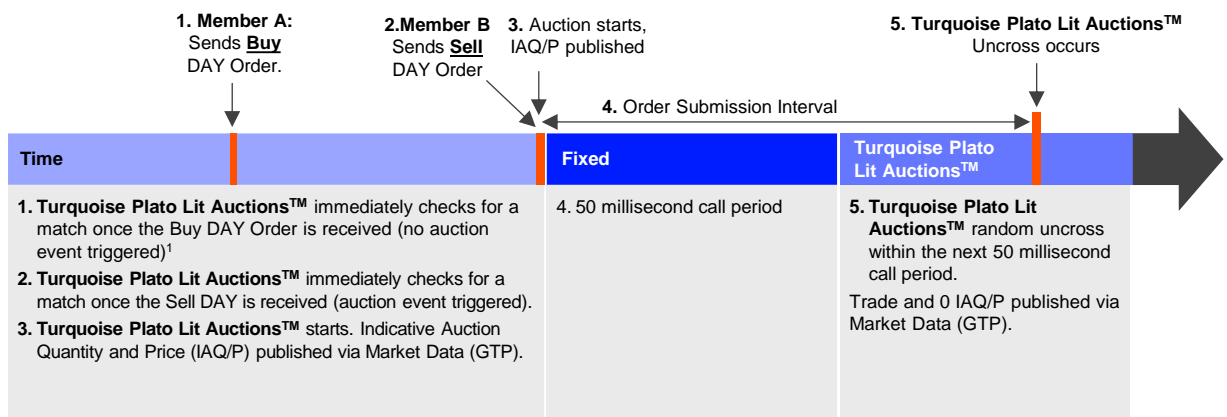 1. Member A:
Sends Buy
DAY Order.
2.Member B
Sends Sell
DAY Order
3. Auction starts,
IAQ/P published
5. Turquoise Plato Lit Auctions™
Uncross occurs
4. Order Submission Interval
Time
Fixed
Turquoise Plato
Lit Auctions™
1. Turquoise Plato Lit Auctions™ immediately checks for a
match once the Buy DAY Order is received (no auction
event triggered)¹
2. Turquoise Plato Lit Auctions™ immediately checks for a
match once the Sell DAY is received (auction event triggered).
3. Turquoise Plato Lit Auctions™ starts. Indicative Auction
Quantity and Price (IAQ/P) published via Market Data (GTP).
4. 50 millisecond call period
5. Turquoise Plato Lit
Auctions™ random uncross
within the next 50 millisecond
call period.
Trade and 0 IAQ/P published via
Market Data (GTP).